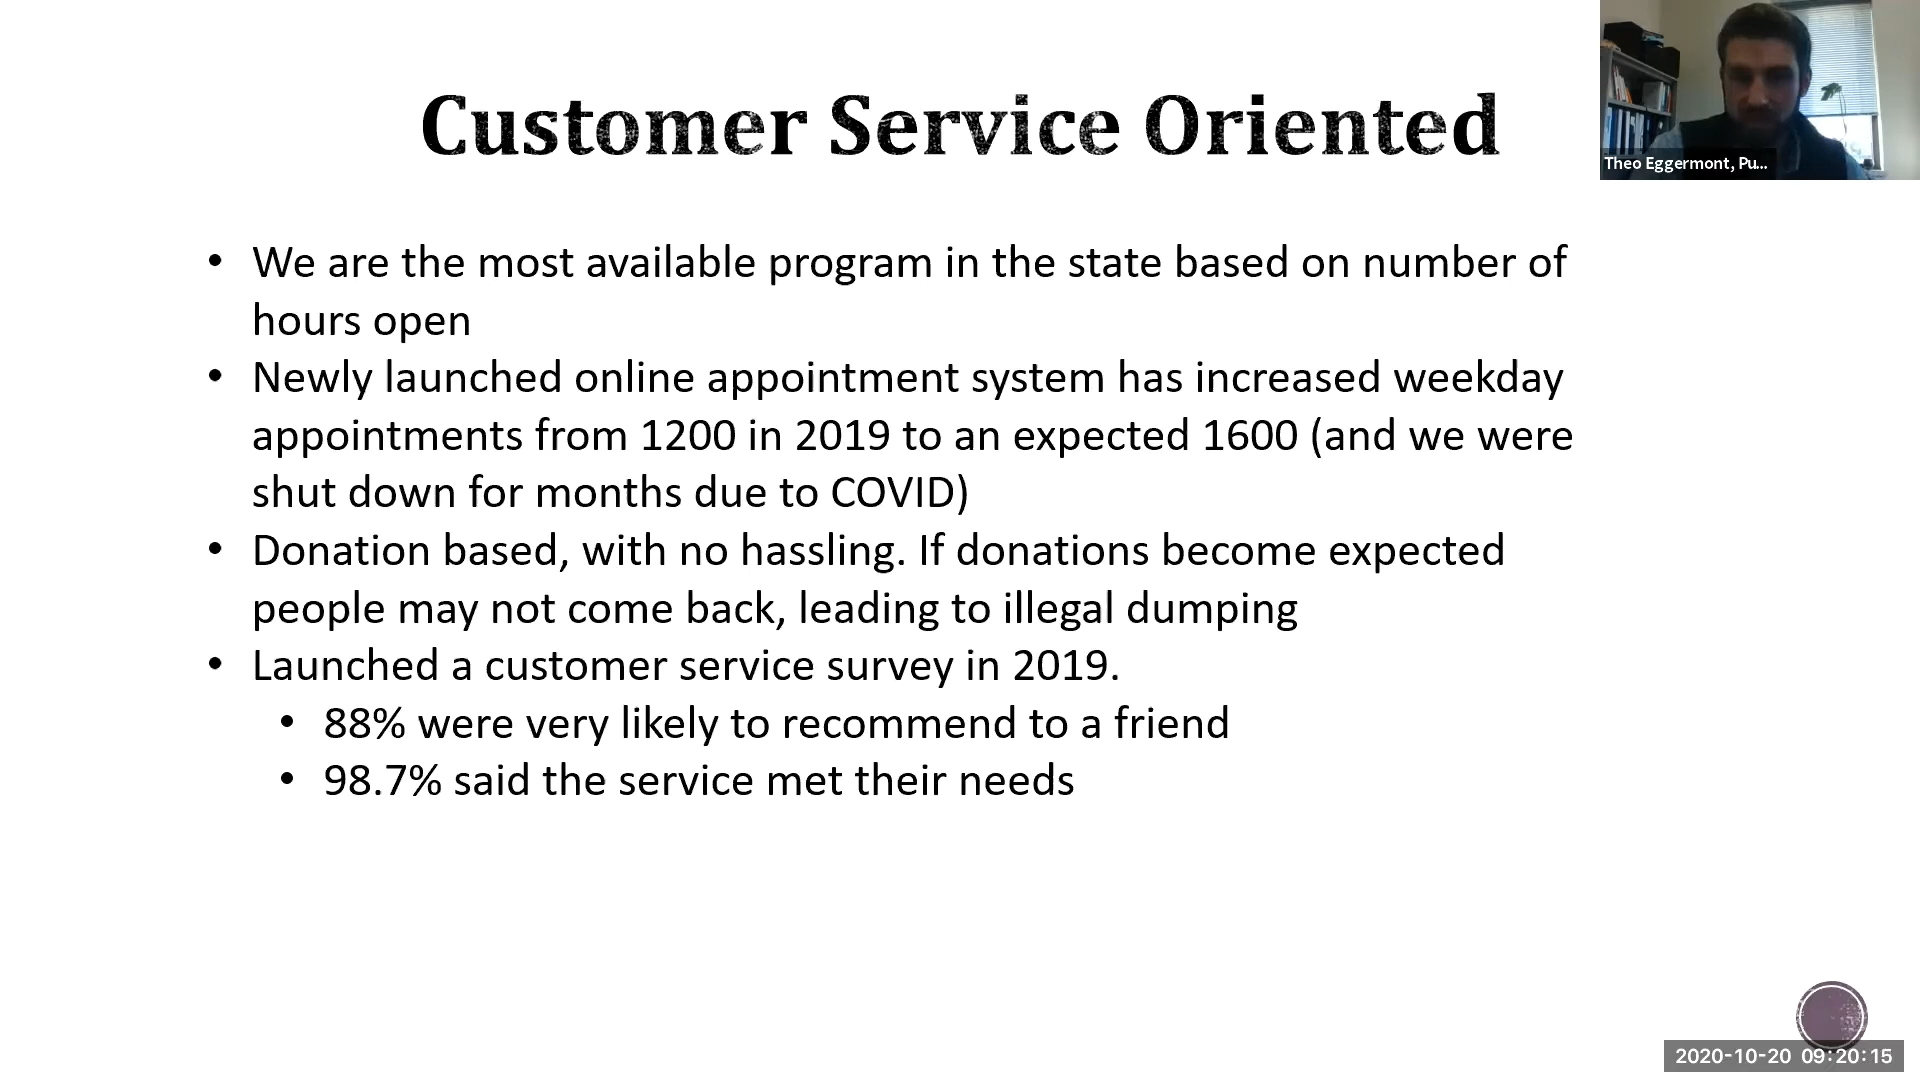 Customer Service Oriented
Theo Eggermont, Pu...
• We are the most available program in the state based on number of
hours open
• Newly launched online appointment system has increased weekday
appointments from 1200 in 2019 to an expected 1600 (and we were
shut down for months due to COVID)
• Donation based, with no hassling. If donations become expected
people may not come back, leading to illegal dumping
• Launched a customer service survey in 2019.
• 88% were very likely to recommend to a friend
• 98.7% said the service met their needs
2020-10-20 09:20:15